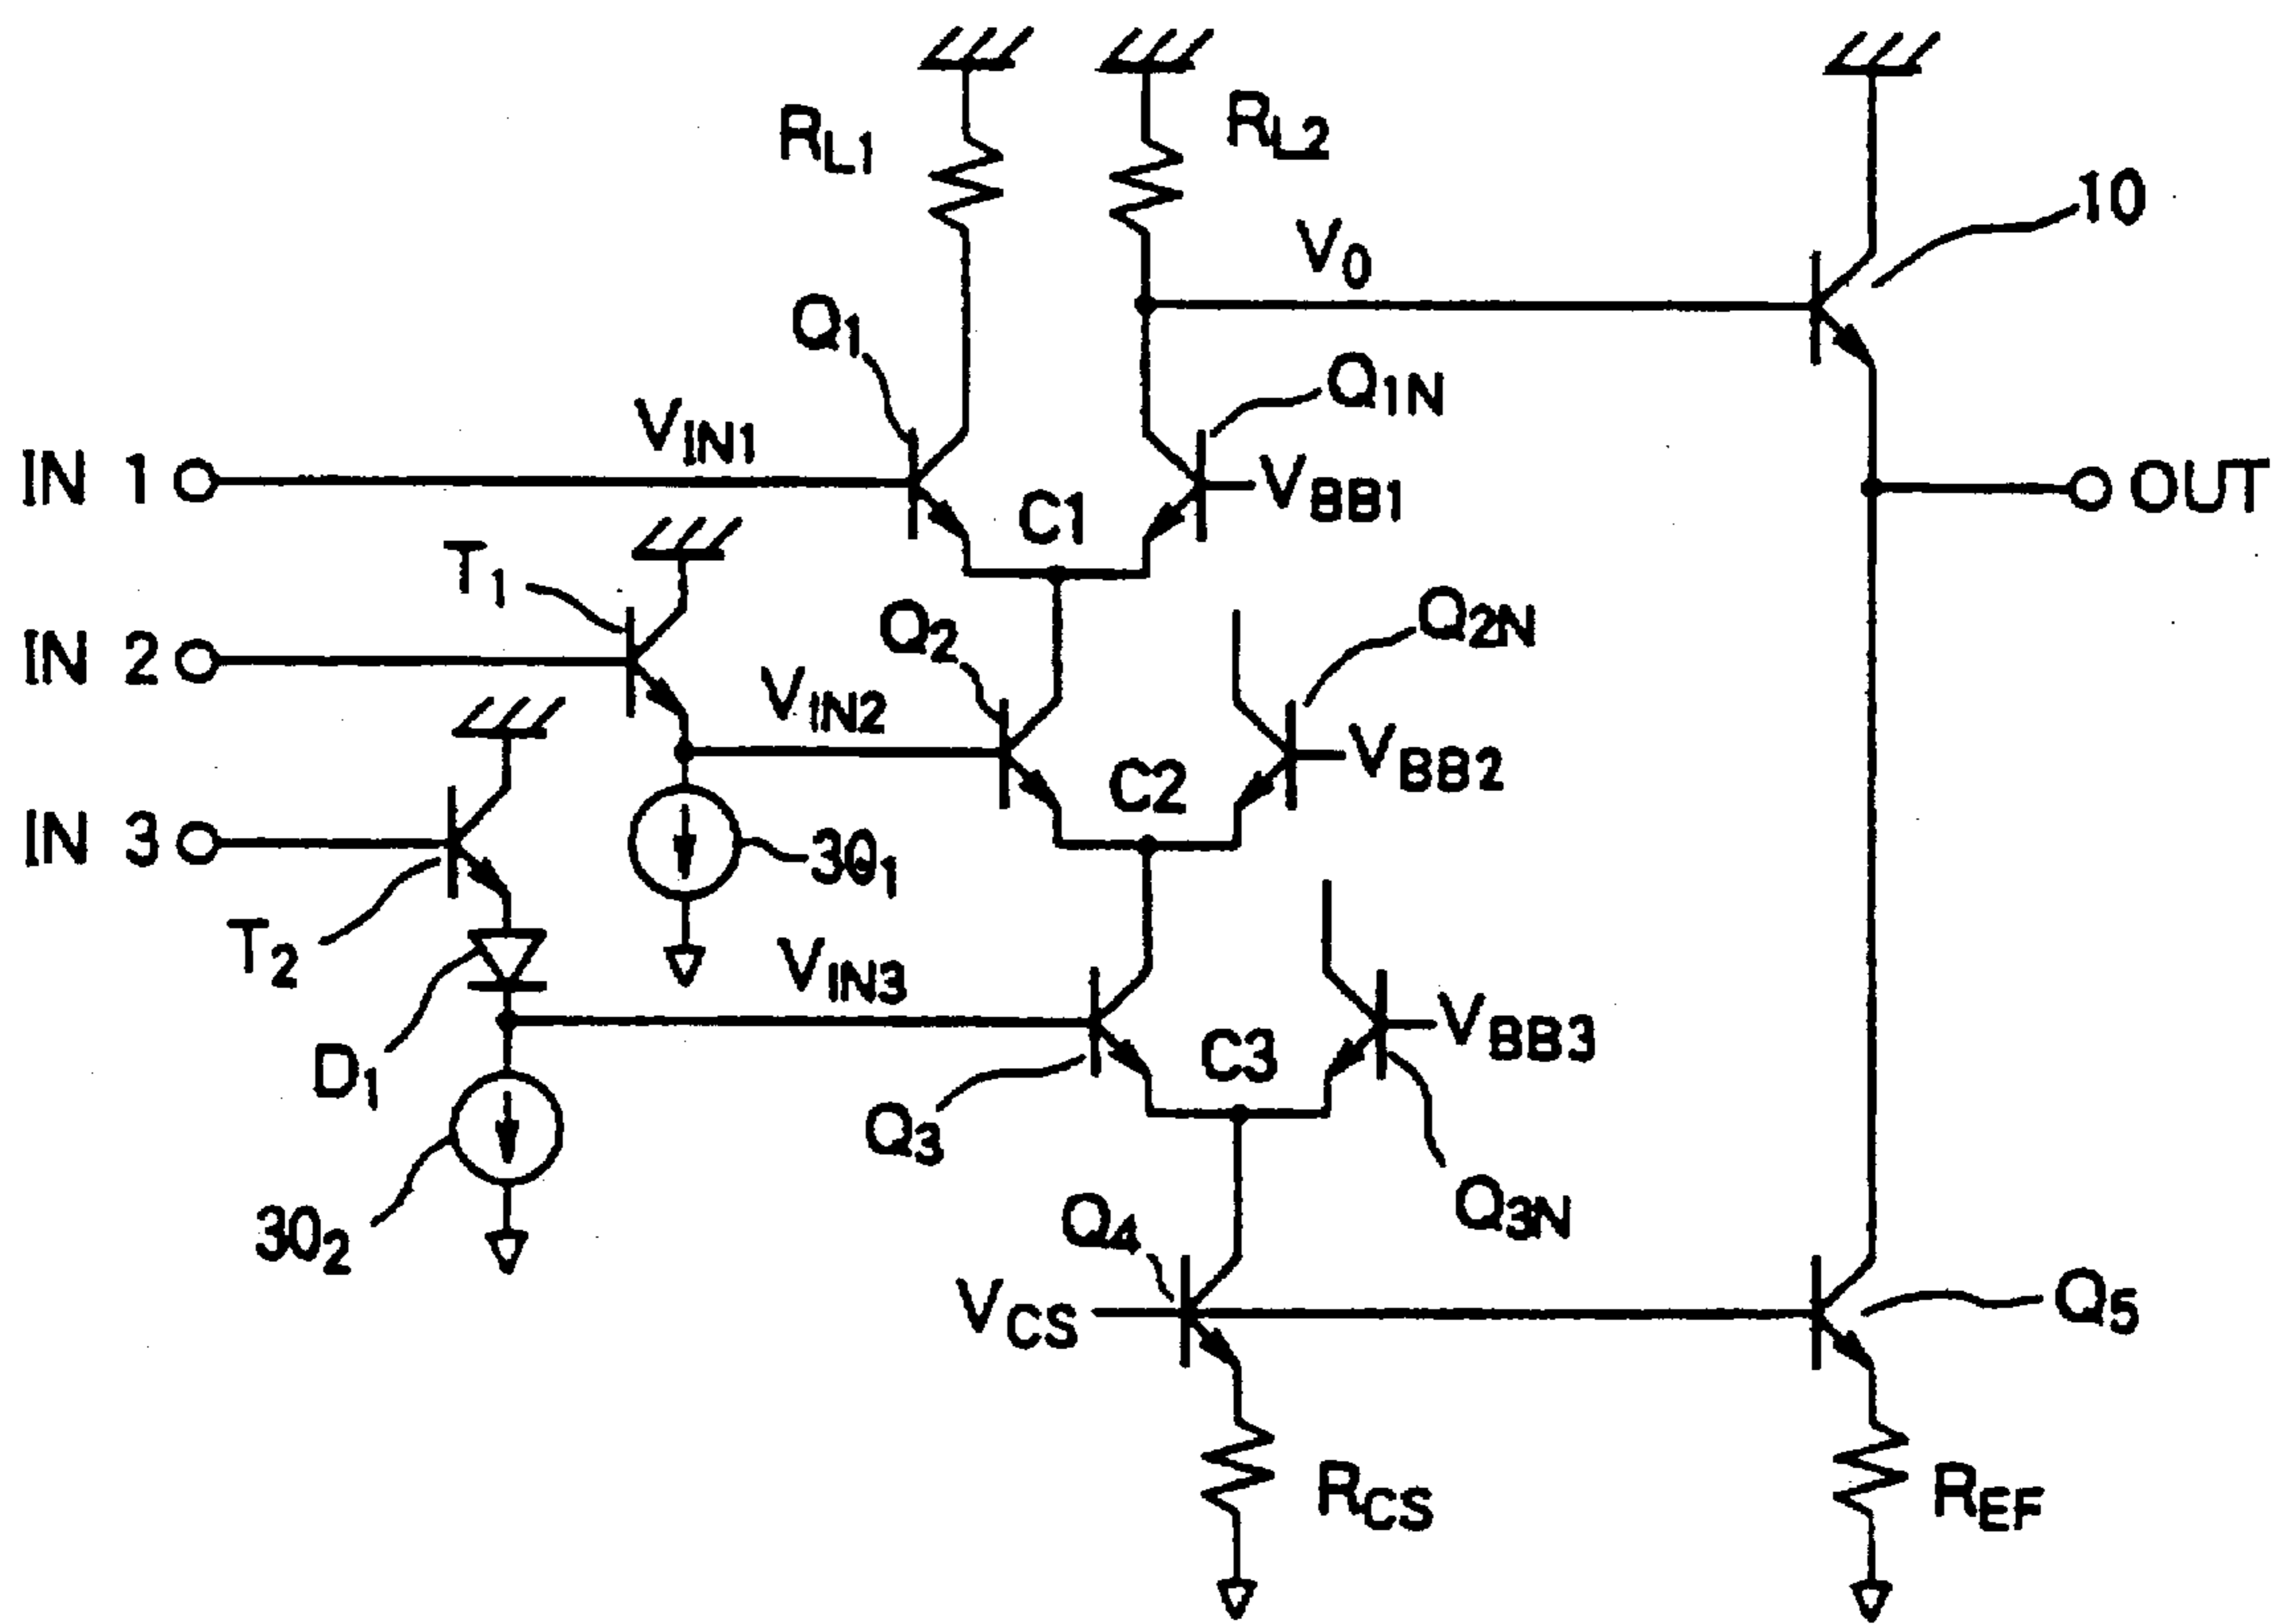 RL1
RL2
10
V0
Q1
Q1N
VIN1
IN 1
VBB1
OUT
C1
T1
Q2
Q2N
IN 2
VIN2
VBB2
C2
IN 3
301
T2
VIN3
VBB3
C3
D1
Q3
Q3N
302
Q4
VCS
Q5
RCS
REF